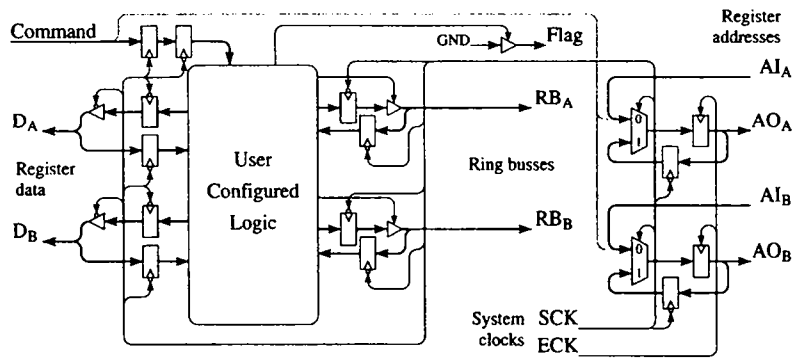 Command
GND
Flag
Register
addresses
AI_A
D_A
RB_A
0
1
AO_A
Register
data
User
Configured
Logic
Ring busses
AI_B
D_B
RB_B
0
1
AO_B
System
clocks
SCK
ECK